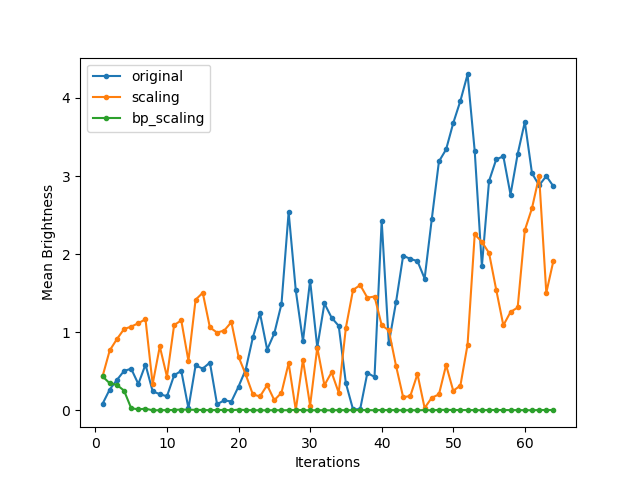 original
scaling
bp_scaling
4
3
2
1
0
Mean Brightness
0 10 20 30 40 50 60
Iterations